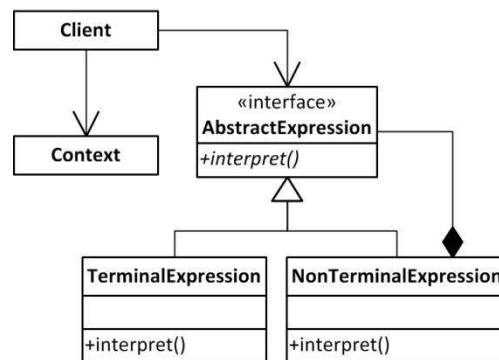 Client
Context
«interface»
AbstractExpression
+interpret()
TerminalExpression
+interpret()
NonTerminalExpression
+interpret()